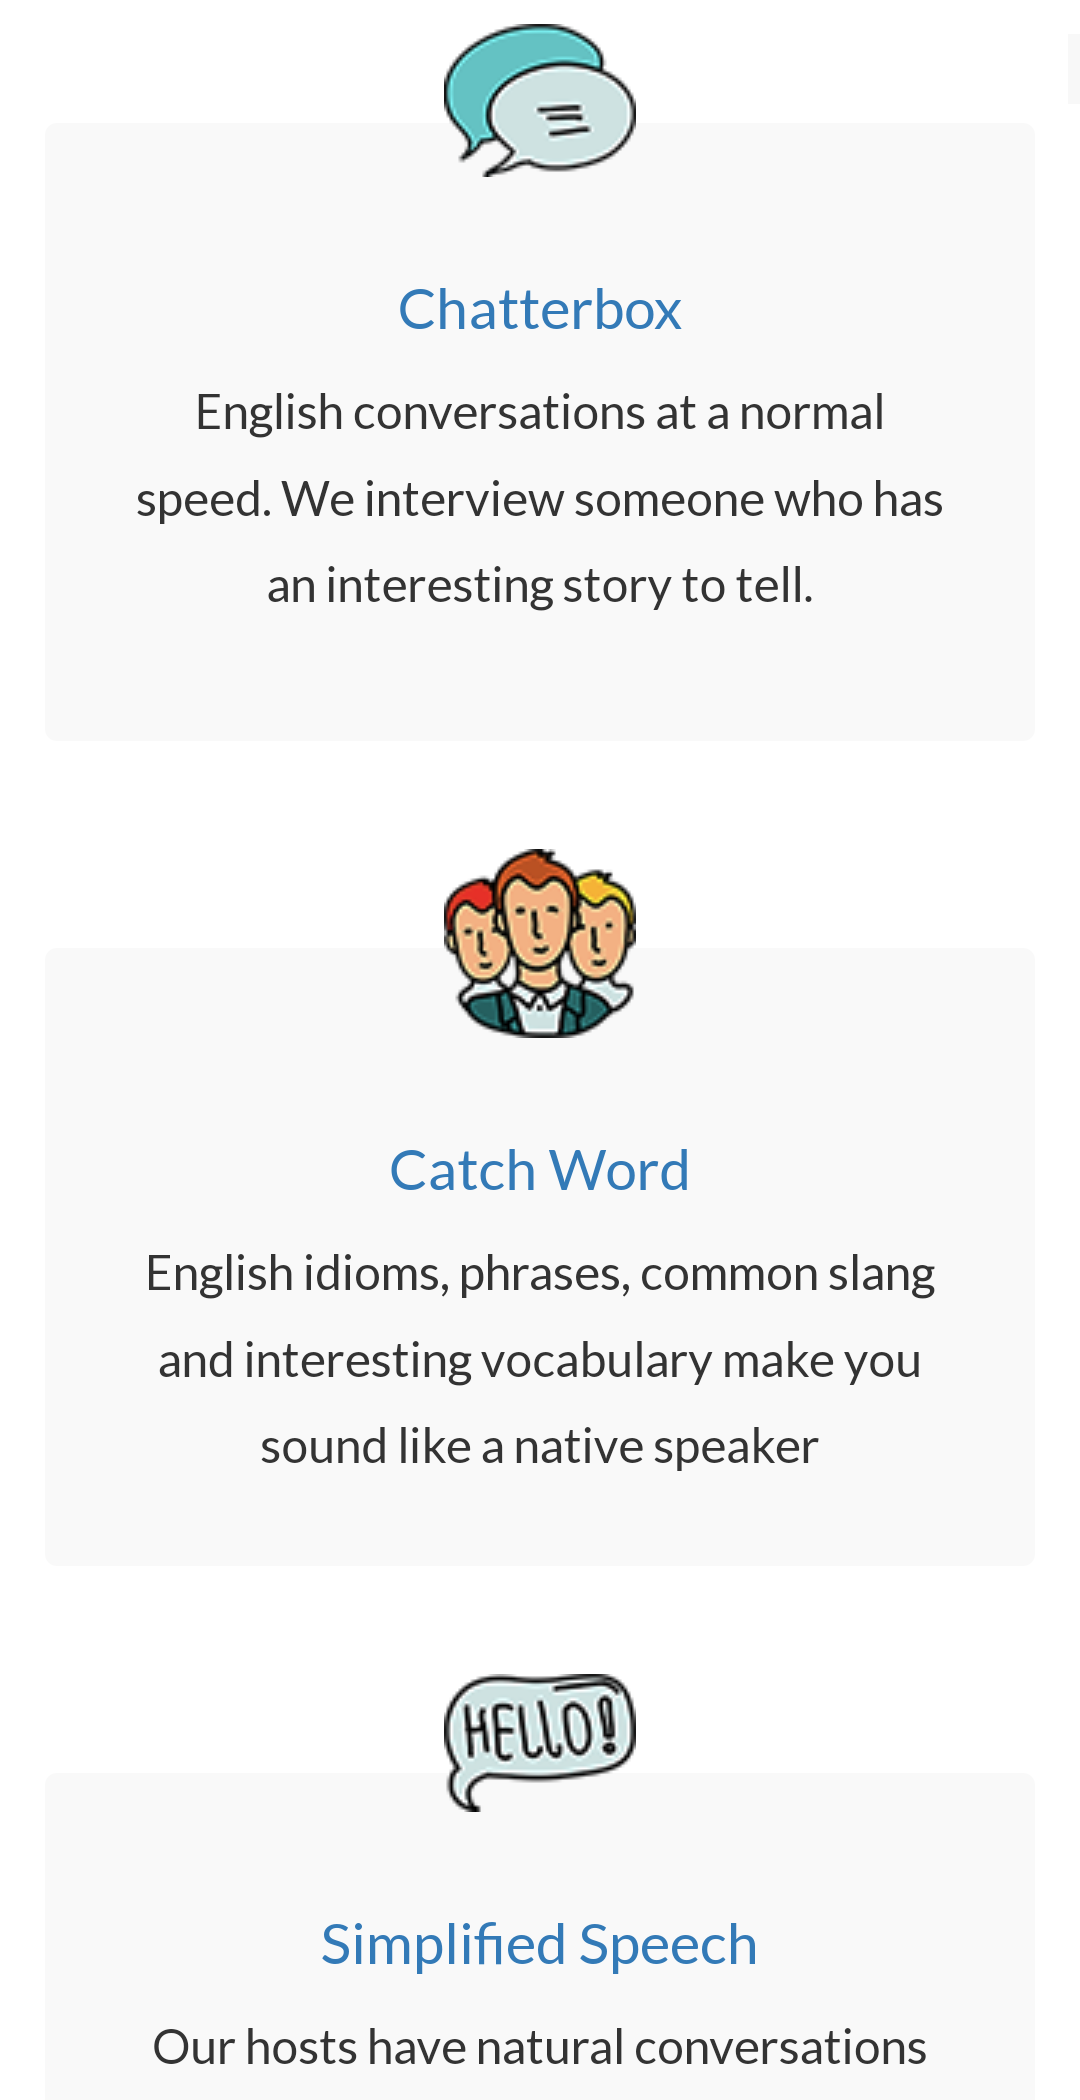 Chatterbox
English conversations at a normal
speed. We interview someone who has
an interesting story to tell.
Catch Word
English idioms, phrases, common slang
and interesting vocabulary make you
sound like a native speaker
HELLO!
Simplified Speech
Our hosts have natural conversations